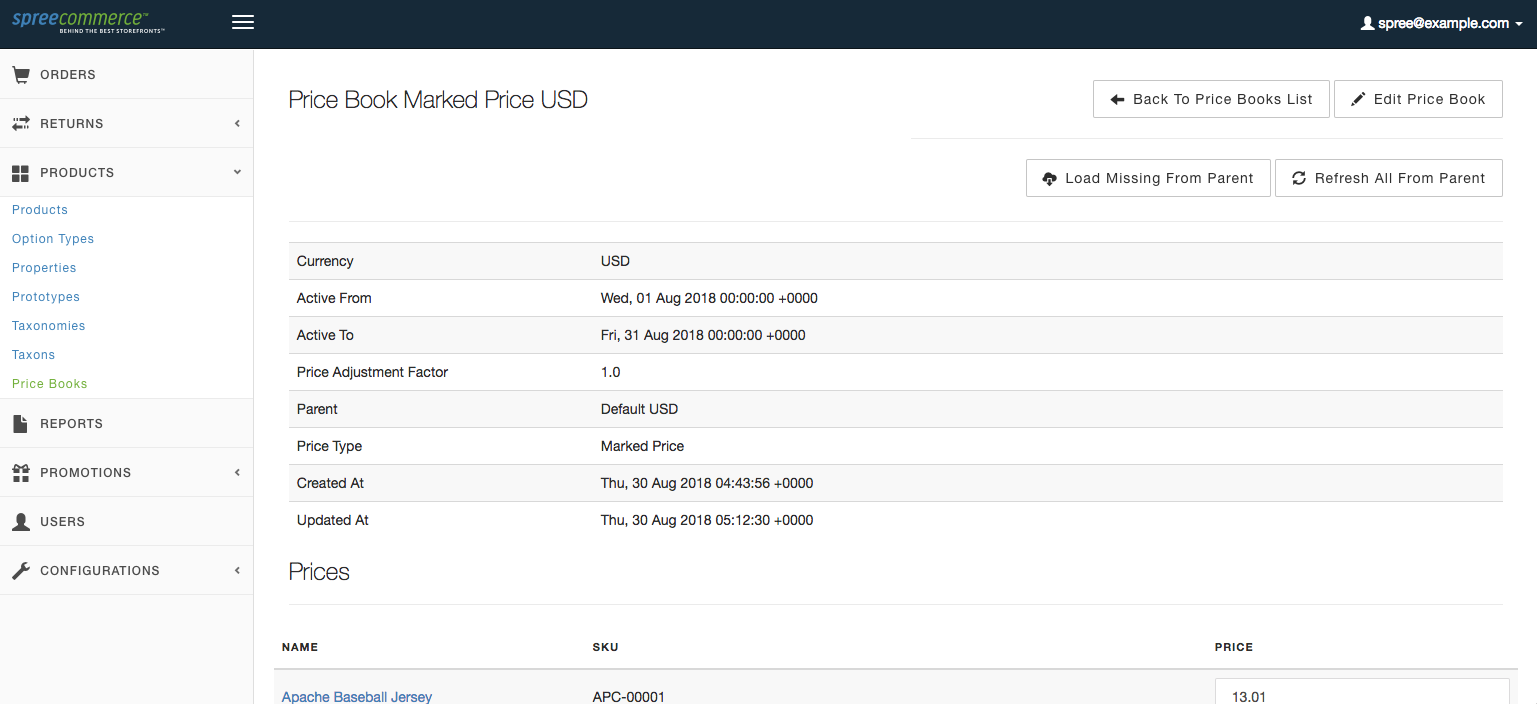 spreecommerce™
BEHIND THE BEST STOREFRONTS™
spree@example.com
ORDERS
RETURNS
PRODUCTS
Products
Option Types
Properties
Prototypes
Taxonomies
Taxons
Price Books
REPORTS
PROMOTIONS
USERS
CONFIGURATIONS
Price Book Marked Price USD
Back To Price Books List
Edit Price Book
Load Missing From Parent
Refresh All From Parent
Currency USD
Active From Wed, 01 Aug 2018 00:00:00 +0000
Active To Fri, 31 Aug 2018 00:00:00 +0000
Price Adjustment Factor 1.0
Parent Default USD
Price Type Marked Price
Created At Thu, 30 Aug 2018 04:43:56 +0000
Updated At Thu, 30 Aug 2018 05:12:30 +0000
Prices
NAME SKU PRICE
Apache Baseball Jersey APC-00001 13.01